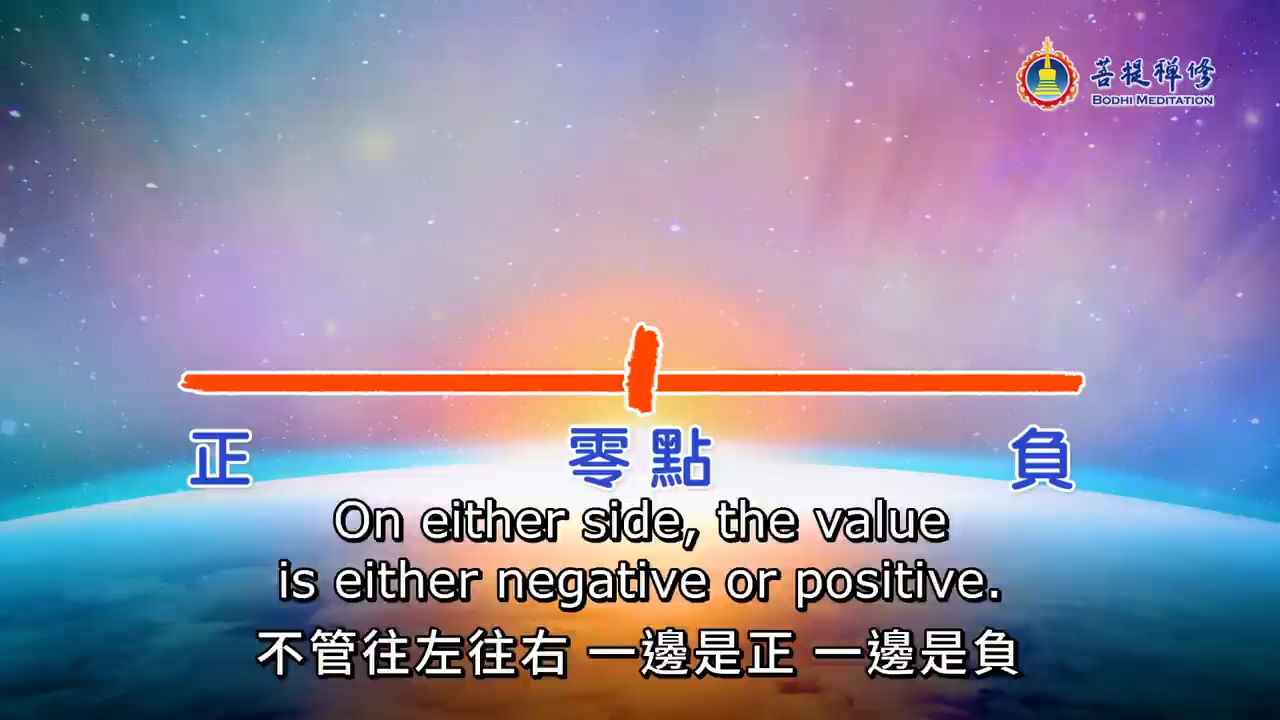 菩提禪修
BODHI MEDITATION
正 零點 負
On either side, the value
is either negative or positive.
不管往左往右 一邊是正 一邊是負